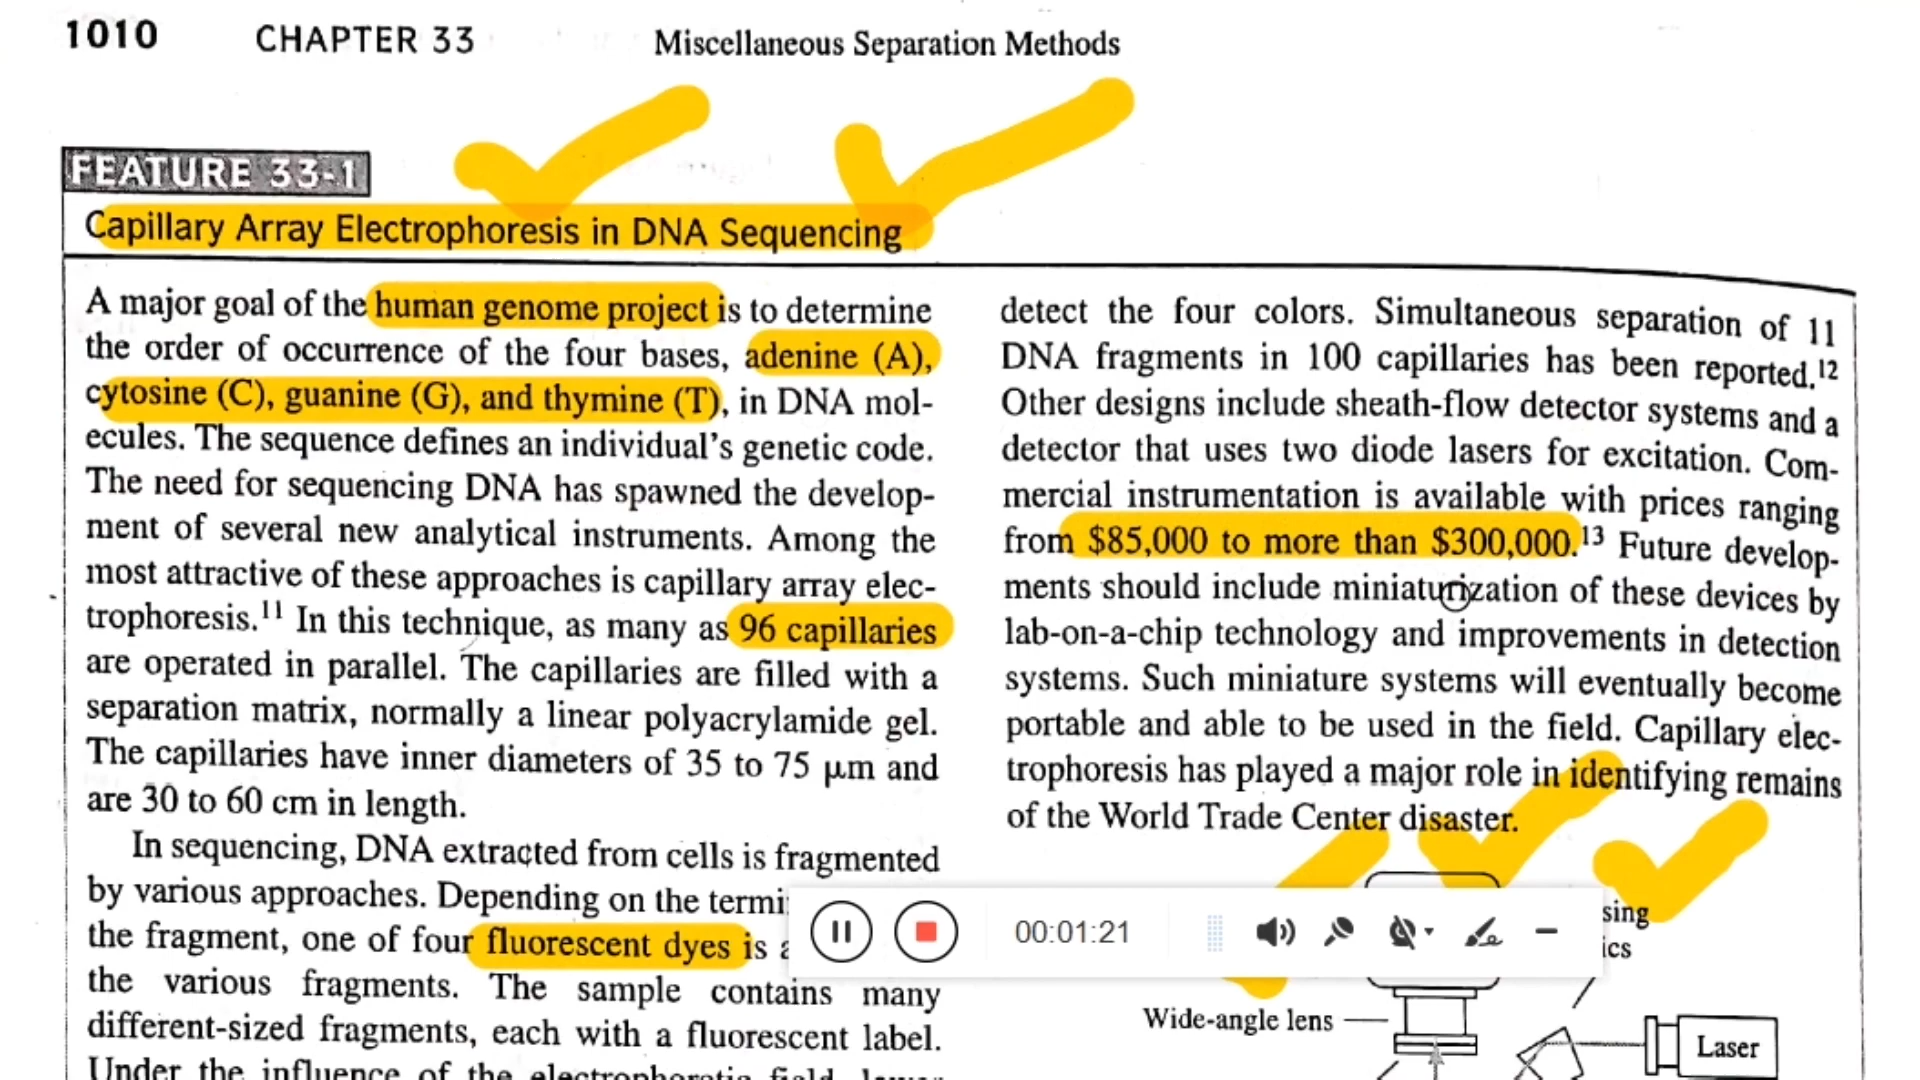 1010 CHAPTER 33 Miscellaneous Separation Methods
FEATURE 33-1
Capillary Array Electrophoresis in DNA Sequencing
A major goal of the human genome project is to determine
the order of occurrence of the four bases, adenine (A),
cytosine (C), guanine (G), and thymine (T), in DNA mol-
ecules. The sequence defines an individual's genetic code.
The need for sequencing DNA has spawned the develop-
ment of several new analytical instruments. Among the
most attractive of these approaches is capillary array elec-
trophoresis.11 In this technique, as many as 96 capillaries
are operated in parallel. The capillaries are filled with a
separation matrix, normally a linear polyacrylamide gel.
The capillaries have inner diameters of 35 to 75 μm and
are 30 to 60 cm in length.
In sequencing, DNA extracted from cells is fragmented
by various approaches. Depending on the termi
the fragment, one of four fluorescent dyes is
the various fragments. The sample contains many
different-sized fragments, each with a fluorescent label.
Under the influence of the electrophoretic field, lower
detect the four colors. Simultaneous separation of 11
DNA fragments in 100 capillaries has been reported.12
Other designs include sheath-flow detector systems and a
detector that uses two diode lasers for excitation. Com-
mercial instrumentation is available with prices ranging
from $85,000 to more than $300,000.13 Future develop-
ments should include miniaturization of these devices by
lab-on-a-chip technology and improvements in detection
systems. Such miniature systems will eventually become
portable and able to be used in the field. Capillary elec-
trophoresis has played a major role in identifying remains
of the World Trade Center disaster.
00:01:21
sing
ics
Wide-angle lens
Laser